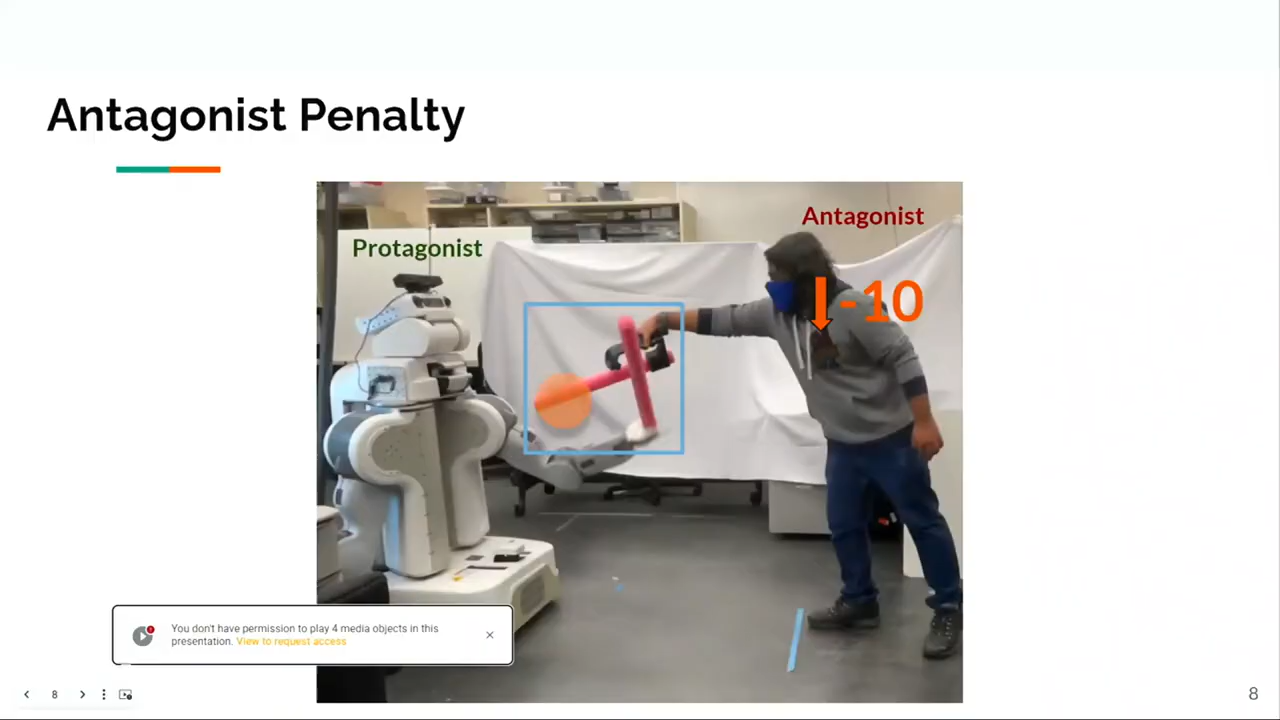 Antagonist Penalty
Antagonist
Protagonist
-10
You don't have permission to play 4 media objects in this
presentation. View to request access
8
8